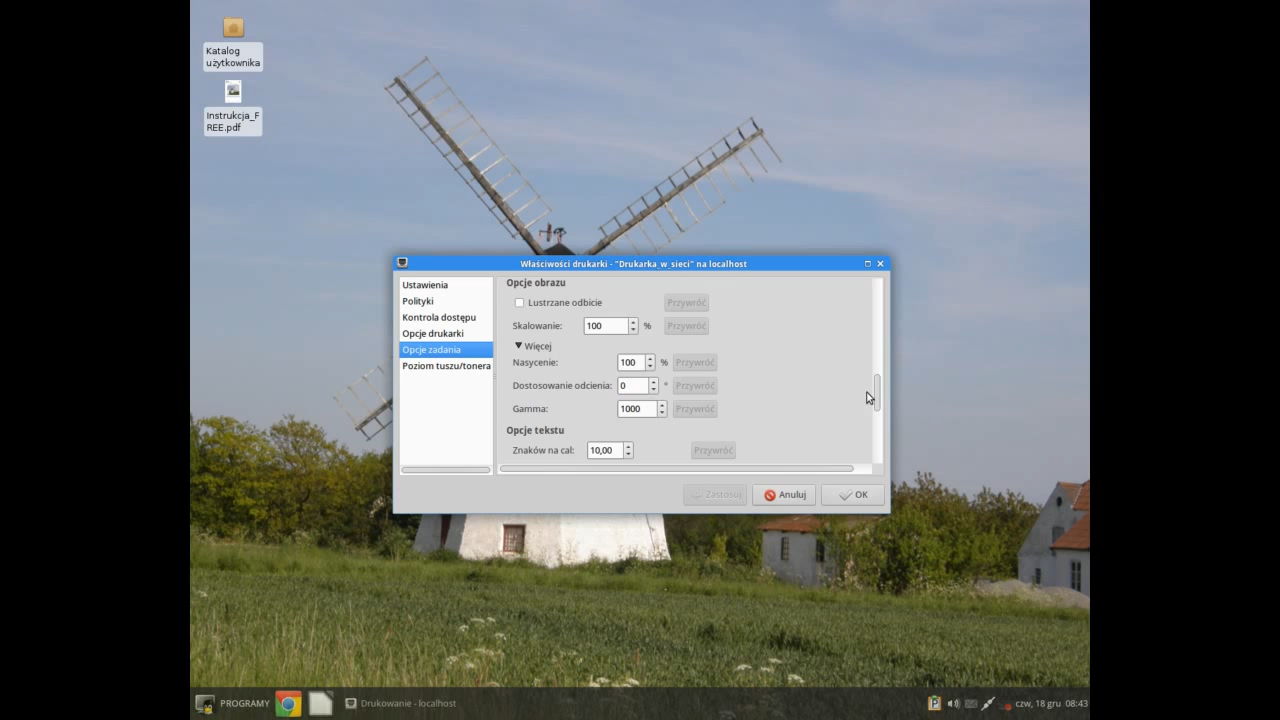 Katalog
użytkownika
Instrukcja_F
REE.pdf
Właściwości drukarki - "Drukarka_w_sieci" na localhost
Ustawienia
Polityki
Kontrola dostępu
Opcje drukarki
Opcje zadania
Poziom tuszu/tonera
Opcje obrazu
Lustrzane odbicie Przywróć
Skalowanie: 100 % Przywróć
Więcej
Nasycenie: 100 % Przywróć
Dostosowanie odcienia: 0 ° Przywróć
Gamma: 1000 Przywróć
Opcje tekstu
Znaków na cal: 10,00 Przywróć
Zastosuj Anuluj OK
PROGRAMY Drukowanie - localhost czw, 18 gru 08:43